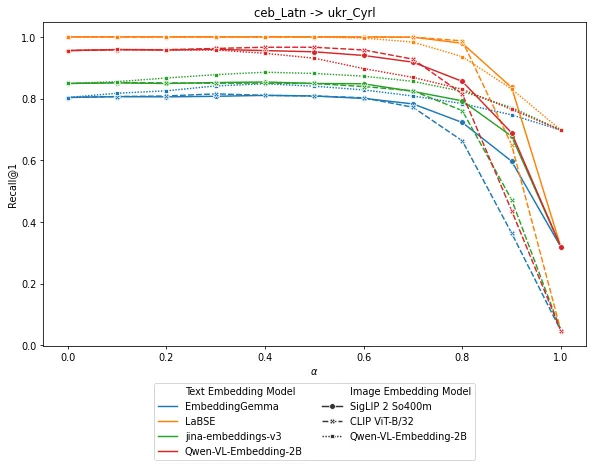 ceb_Latn -> ukr_Cyrl
Recall@1
1.0
0.8
0.6
0.4
0.2
0.0
0.0 0.2 0.4 0.6 0.8 1.0
α
Text Embedding Model
EmbeddingGemma
LaBSE
jina-embeddings-v3
Qwen-VL-Embedding-2B
Image Embedding Model
SigLIP 2 So400m
CLIP ViT-B/32
Qwen-VL-Embedding-2B